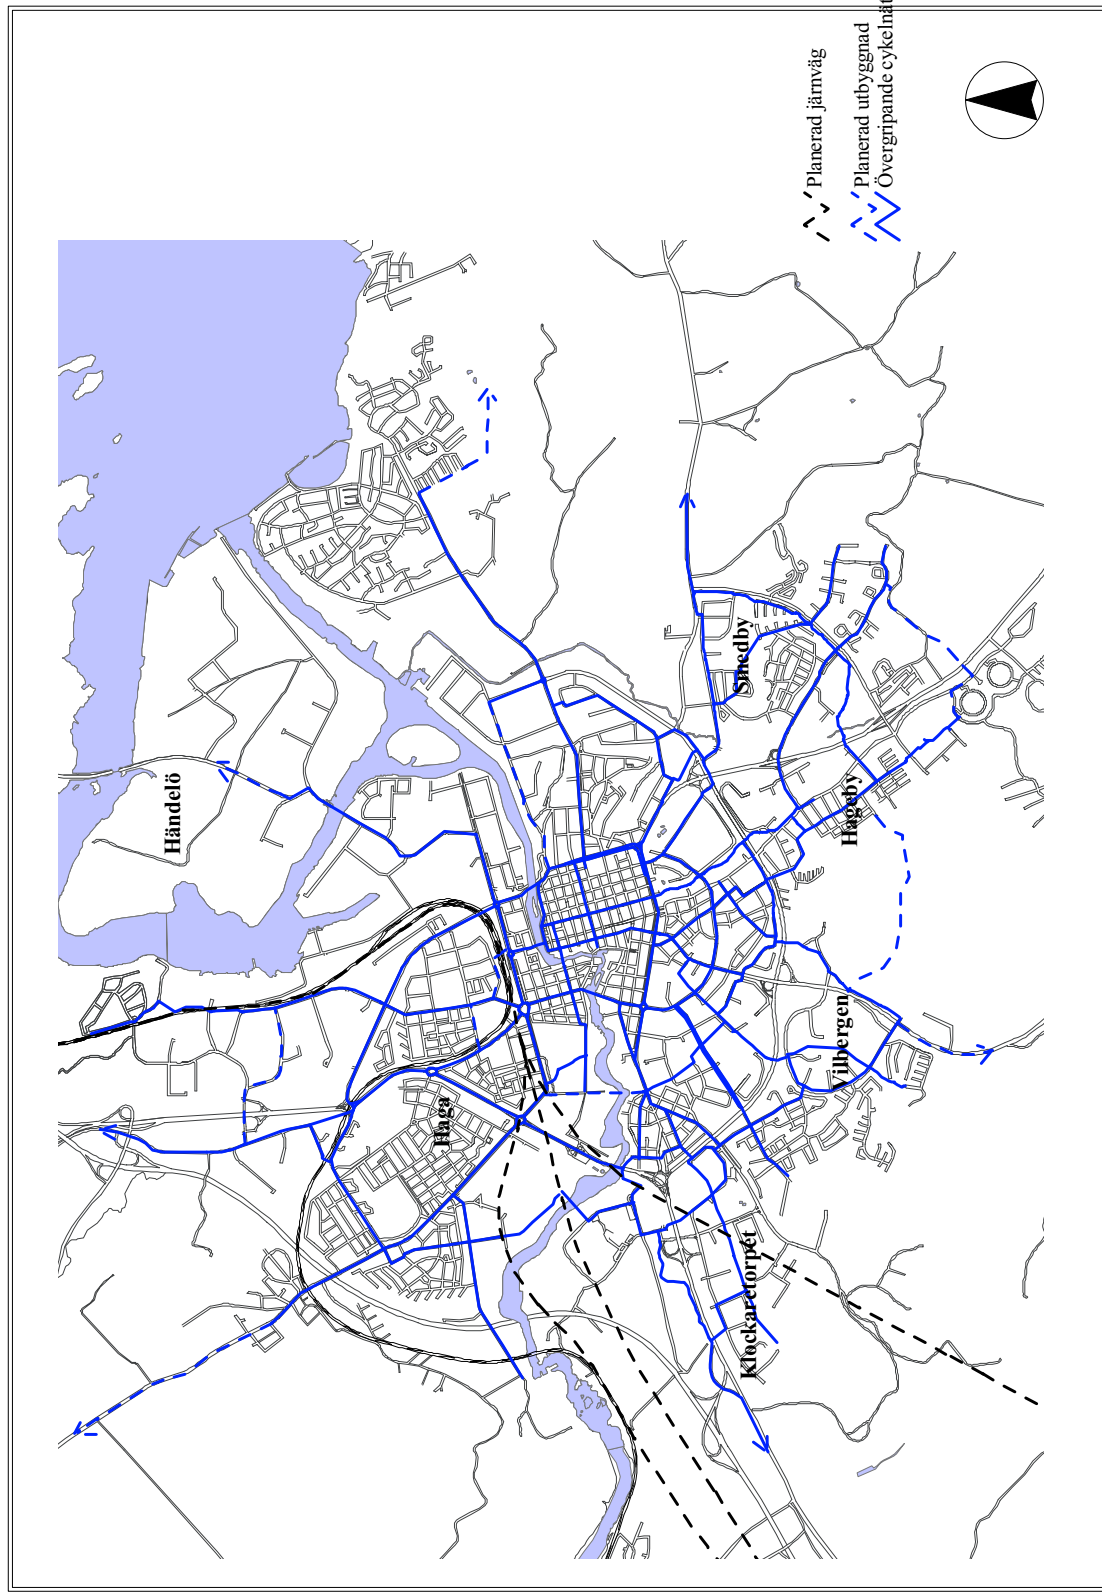 Planerad järnväg
Planerad utbyggnad
Övergripande cykelnät
Händelö
Haga
Smedby
Hageby
Vilbergen
Klockaretorpet